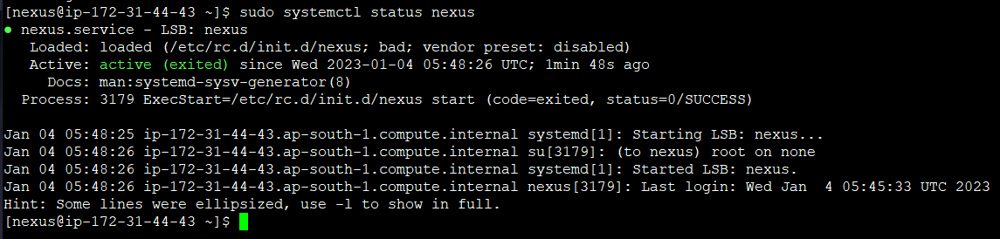 [nexus@ip-172-31-44-43 ~]$ sudo systemctl status nexus
● nexus.service - LSB: nexus
   Loaded: loaded (/etc/rc.d/init.d/nexus; bad; vendor preset: disabled)
   Active: active (exited) since Wed 2023-01-04 05:48:26 UTC; 1min 48s ago
     Docs: man:systemd-sysv-generator(8)
  Process: 3179 ExecStart=/etc/rc.d/init.d/nexus start (code=exited, status=0/SUCCESS)

Jan 04 05:48:25 ip-172-31-44-43.ap-south-1.compute.internal systemd[1]: Starting LSB: nexus...
Jan 04 05:48:26 ip-172-31-44-43.ap-south-1.compute.internal su[3179]: (to nexus) root on none
Jan 04 05:48:26 ip-172-31-44-43.ap-south-1.compute.internal systemd[1]: Started LSB: nexus.
Jan 04 05:48:26 ip-172-31-44-43.ap-south-1.compute.internal nexus[3179]: Last login: Wed Jan  4 05:45:33 UTC 2023
Hint: Some lines were ellipsized, use -l to show in full.
[nexus@ip-172-31-44-43 ~]$